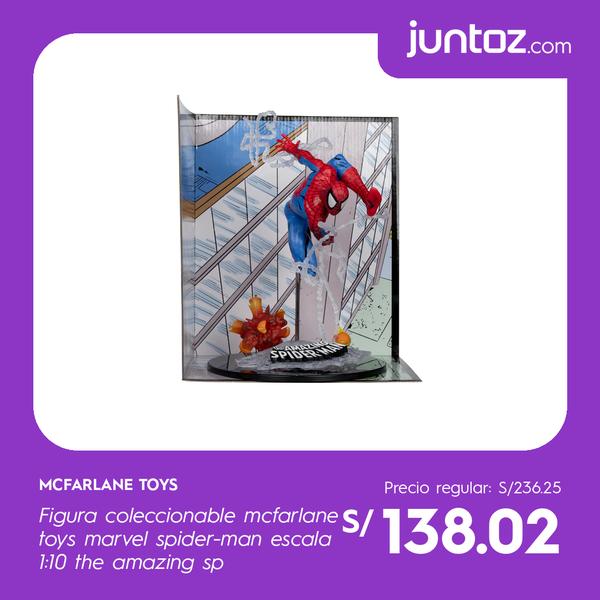 juntoz.com
THE AMAZING
SPIDER-MAN
MCFARLANE TOYS
Figura coleccionable mcfarlane
toys marvel spider-man escala
1:10 the amazing sp
Precio regular: S/236.25
S/138.02